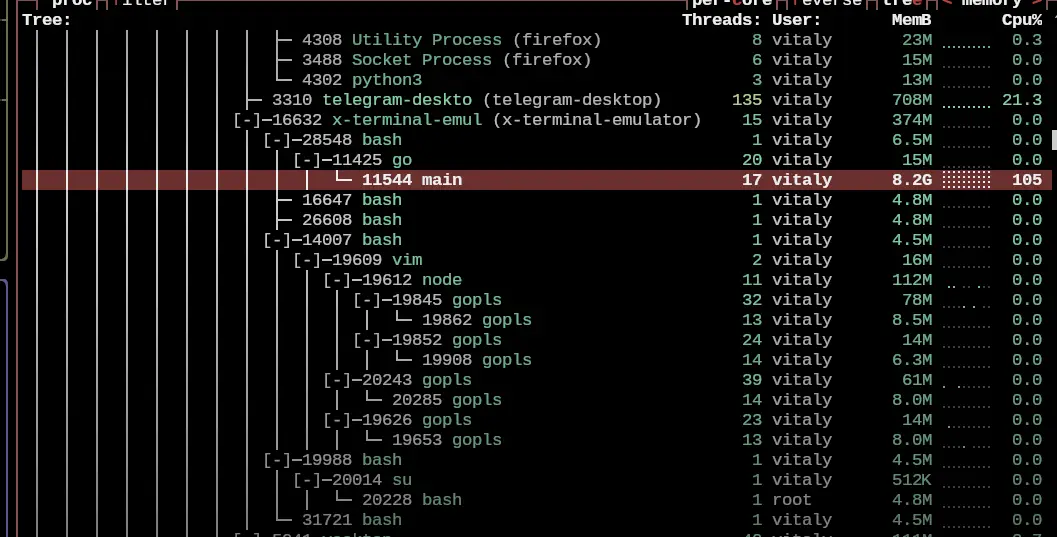 proc filter per-core reverse tree < memory >
Tree: Threads: User: MemB Cpu%
4308 Utility Process (firefox) 8 vitaly 23M 0.3
3488 Socket Process (firefox) 6 vitaly 15M 0.0
4302 python3 3 vitaly 13M 0.0
3310 telegram-deskto (telegram-desktop) 135 vitaly 708M 21.3
[-]─16632 x-terminal-emul (x-terminal-emulator) 15 vitaly 374M 0.0
[-]─28548 bash 1 vitaly 6.5M 0.0
[-]─11425 go 20 vitaly 15M 0.0
11544 main 17 vitaly 8.2G 105
16647 bash 1 vitaly 4.8M 0.0
26608 bash 1 vitaly 4.8M 0.0
[-]─14007 bash 1 vitaly 4.5M 0.0
[-]─19609 vim 2 vitaly 16M 0.0
[-]─19612 node 11 vitaly 112M 0.0
[-]─19845 gopls 32 vitaly 78M 0.0
19862 gopls 13 vitaly 8.5M 0.0
[-]─19852 gopls 24 vitaly 14M 0.0
19908 gopls 14 vitaly 6.3M 0.0
[-]─20243 gopls 39 vitaly 61M 0.0
20285 gopls 14 vitaly 8.0M 0.0
[-]─19626 gopls 23 vitaly 14M 0.0
19653 gopls 13 vitaly 8.0M 0.0
[-]─19988 bash 1 vitaly 4.5M 0.0
[-]─20014 su 1 vitaly 512K 0.0
20228 bash 1 root 4.8M 0.0
31721 bash 1 vitaly 4.5M 0.0